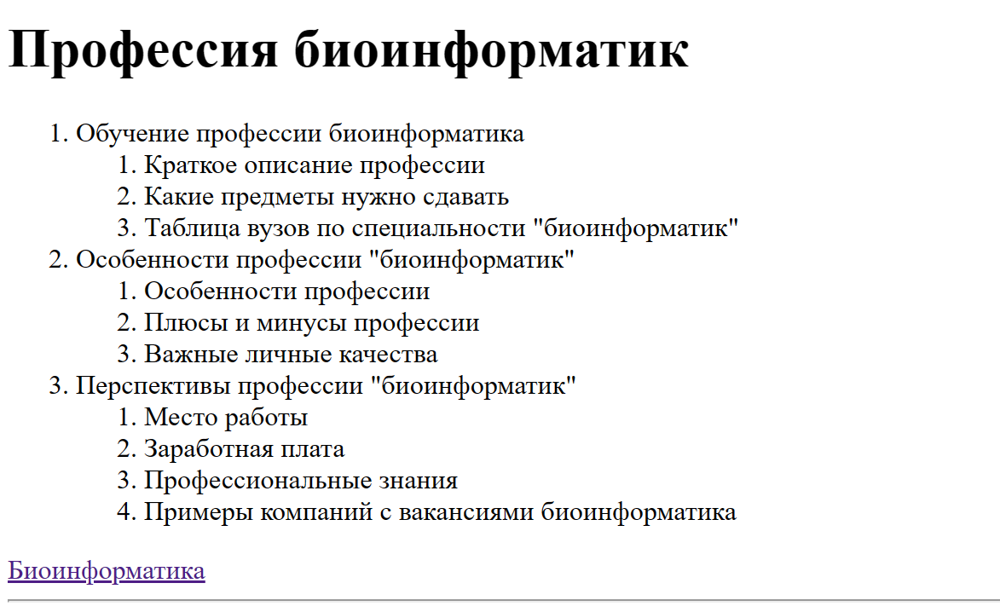 Профессия биоинформатик
1. Обучение профессии биоинформатика
1. Краткое описание профессии
2. Какие предметы нужно сдавать
3. Таблица вузов по специальности "биоинформатик"
2. Особенности профессии "биоинформатик"
1. Особенности профессии
2. Плюсы и минусы профессии
3. Важные личные качества
3. Перспективы профессии "биоинформатик"
1. Место работы
2. Заработная плата
3. Профессиональные знания
4. Примеры компаний с вакансиями биоинформатика
Биоинформатика